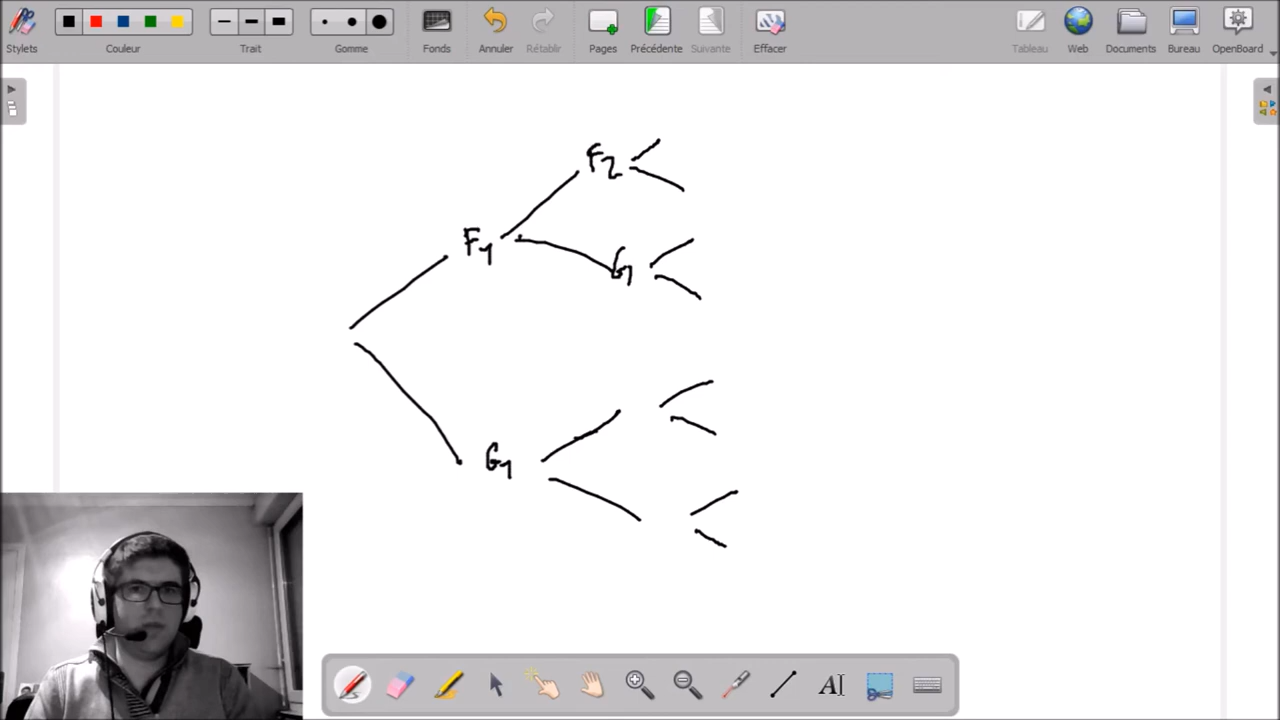 Stylets Couleur Trait Gomme Fonds Annuler Rétablir Pages Précédente Suivante Effacer Tableau Web Documents Bureau OpenBoard
F2
F1
G1
G1
AI